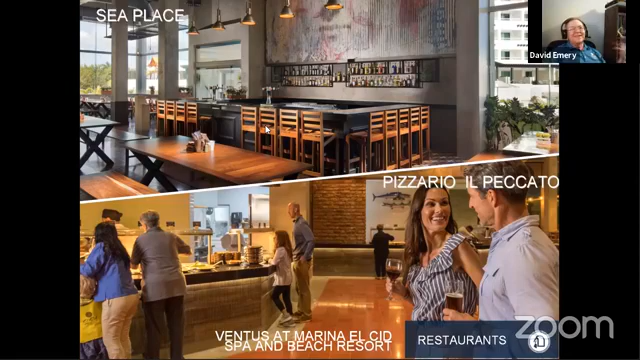 SEA PLACE
David Emery
PIZZARIO IL PECCATO
VENTUS AT MARINA EL CID
SPA AND BEACH RESORT
RESTAURANTS
zoom